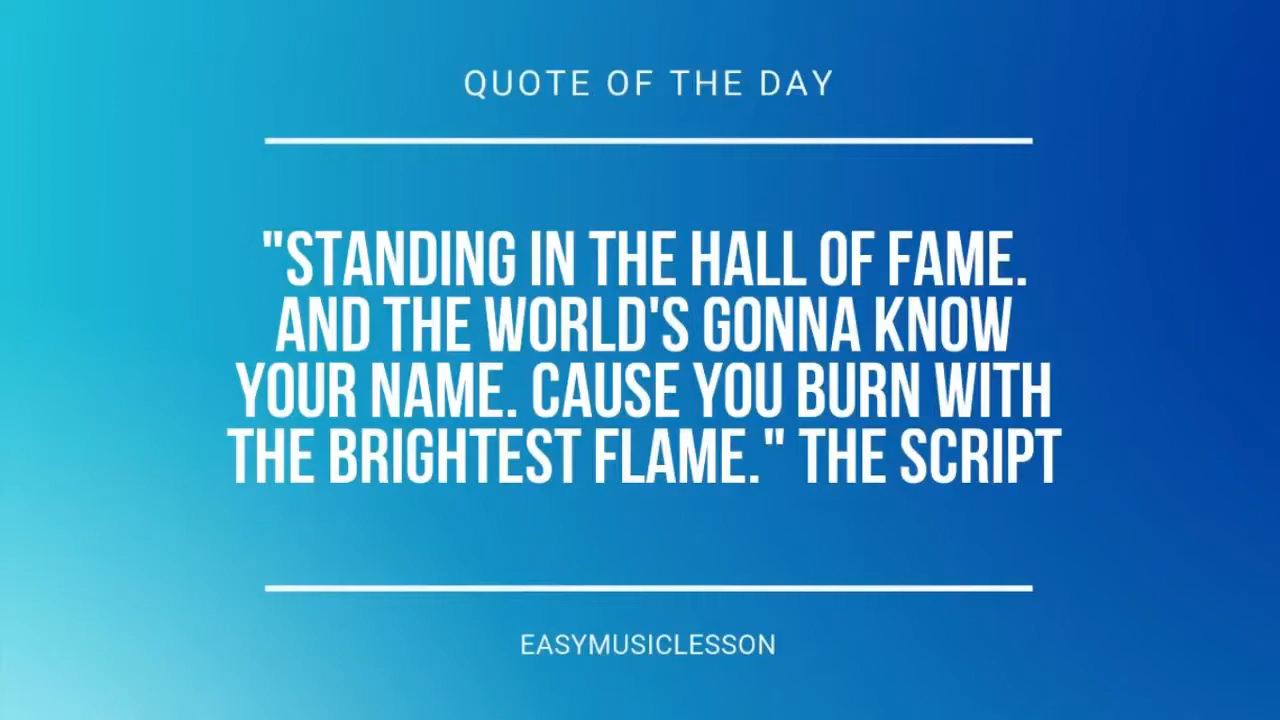 QUOTE OF THE DAY
"STANDING IN THE HALL OF FAME.
AND THE WORLD'S GONNA KNOW
YOUR NAME. CAUSE YOU BURN WITH
THE BRIGHTEST FLAME." THE SCRIPT
EASYMUSICLESSON